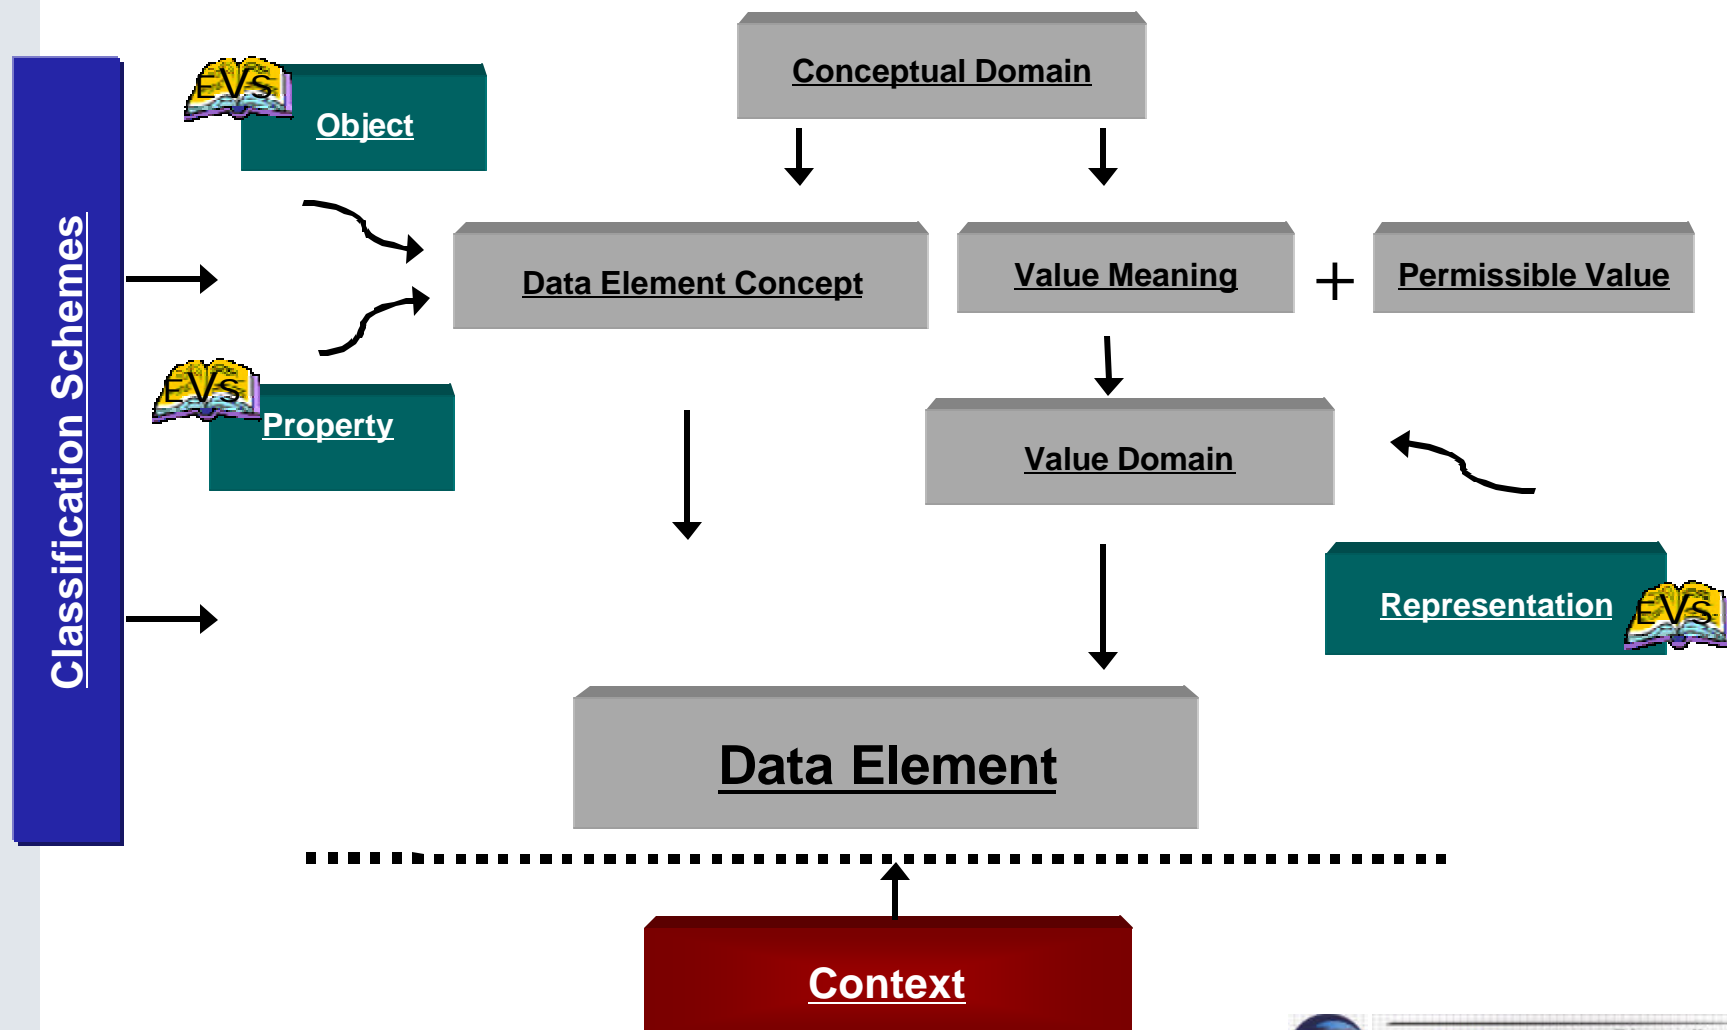 Conceptual Domain
EVS
Object
Classification Schemes
Data Element Concept
Value Meaning
+
Permissible Value
EVS
Property
Value Domain
Representation
EVS
Data Element
Context